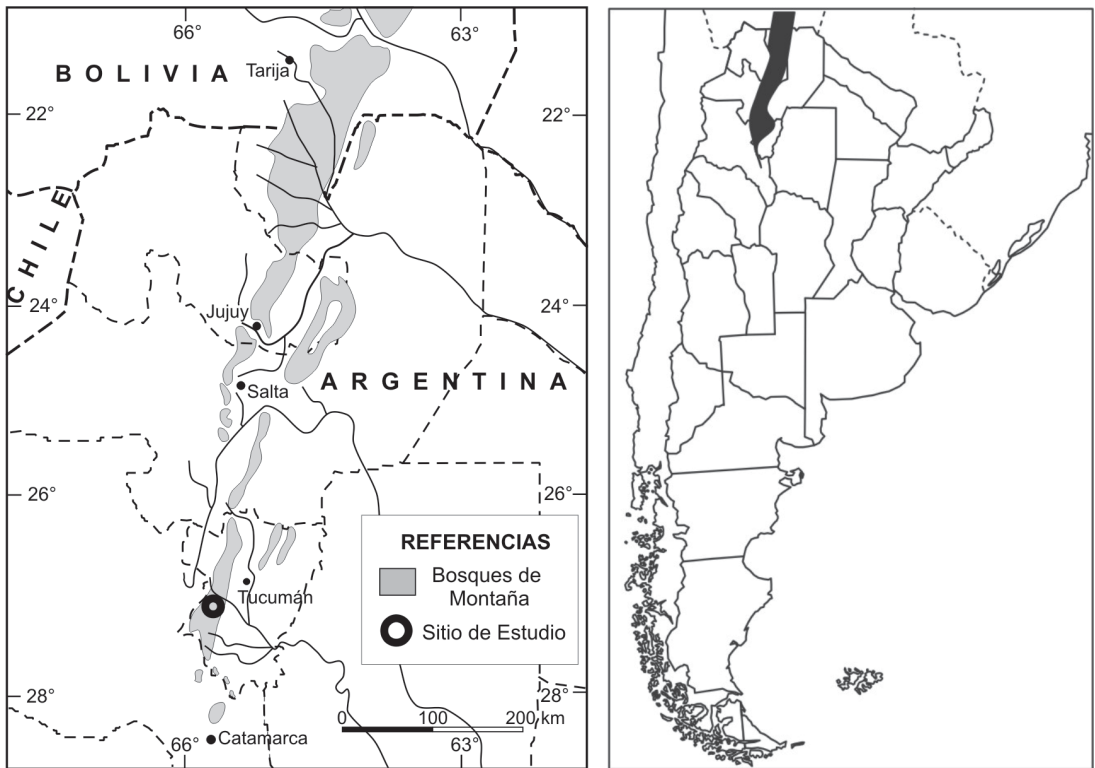 66°
63°
BOLIVIA
Tarija
22°
22°
CHILE
24°
24°
Jujuy
ARGENTINA
Salta
26°
26°
REFERENCIAS
Bosques de
Montaña
Sitio de Estudio
Tucumán
28°
28°
0 100 200 km
66°
Catamarca
63°